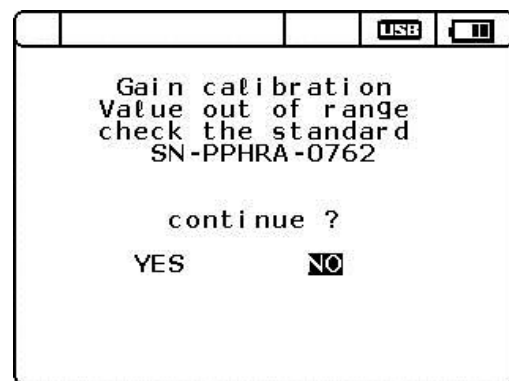 USB
Gain calibration
Value out of range
check the standard
SN-PPHRA-0762
continue ?
YES NO